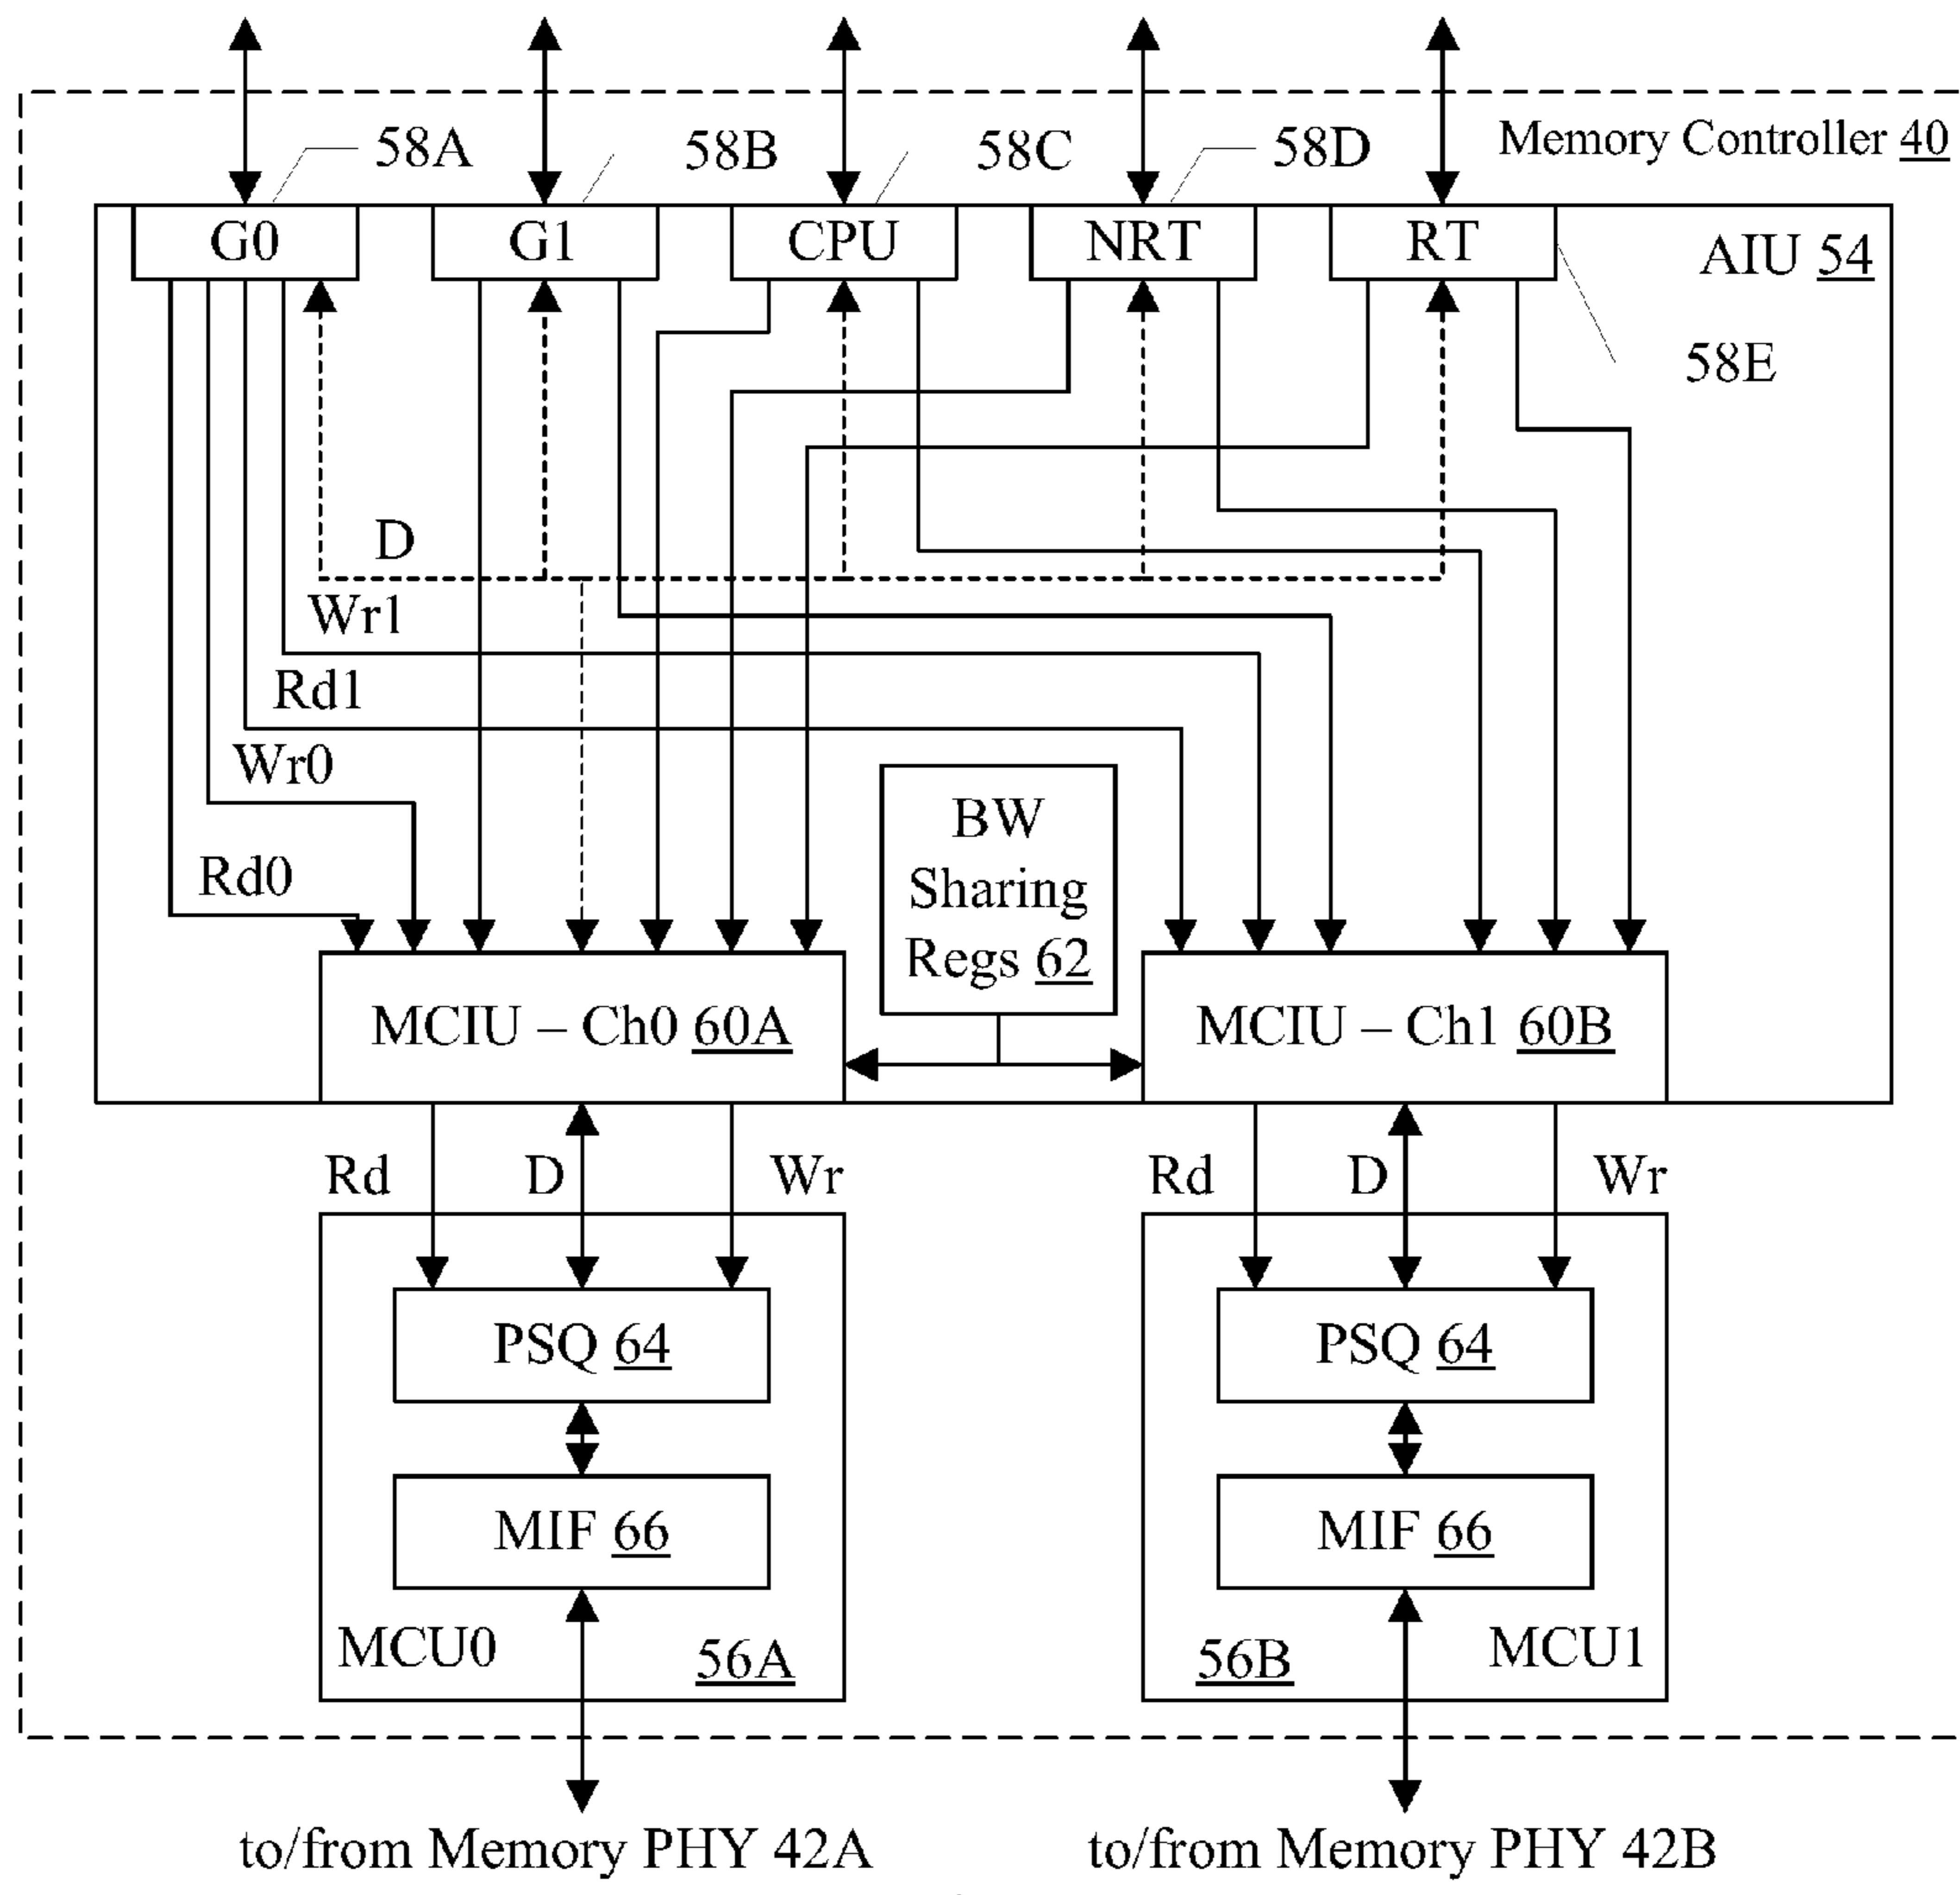 58A
58B
58C
58D
Memory Controller 40
G0
G1
CPU
NRT
RT
AIU 54
58E
D
Wr1
Rd1
Wr0
Rd0
BW
Sharing
Regs 62
MCIU – Ch0 60A
MCIU – Ch1 60B
Rd
D
Wr
Rd
D
Wr
PSQ 64
PSQ 64
MIF 66
MIF 66
MCU0
56A
56B
MCU1
to/from Memory PHY 42A
to/from Memory PHY 42B